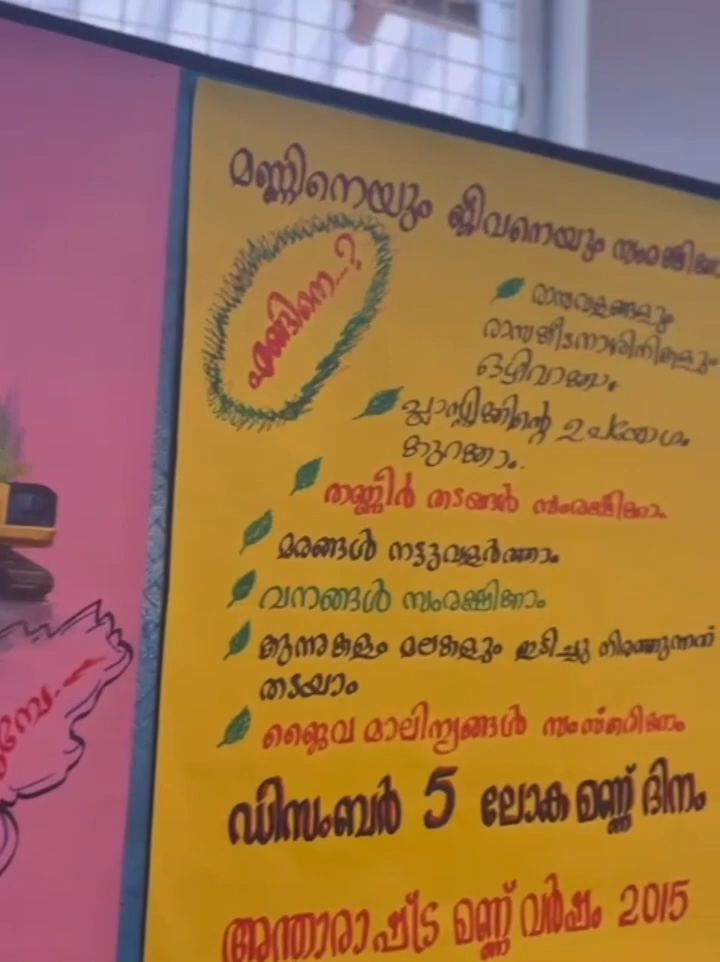 മണ്ണിനെയും ജീവനെയും
എങ്ങിനെ...?
രാസവളങ്ങളും
രാസകീടനാശിനികളും
ഒഴിവാക്കാം.
പ്ലാസ്റ്റിക്കിന്റെ ഉപയോഗം
കുറക്കാം.
തണ്ണീർ തടങ്ങൾ സംരക്ഷിക്കാം
മരങ്ങൾ നട്ടുവളർത്താം
വനങ്ങൾ സംരക്ഷിക്കാം
കുന്നുകളും മലകളും ഇടിച്ചു നിരത്തുന്നത്
തടയാം
ജൈവ മാലിന്യങ്ങൾ സംസ്കരിക്കാം
ഡിസംബർ 5 ലോക മണ്ണ് ദിനം
അന്താരാഷ്ട്ര മണ്ണ് വർഷം 2015